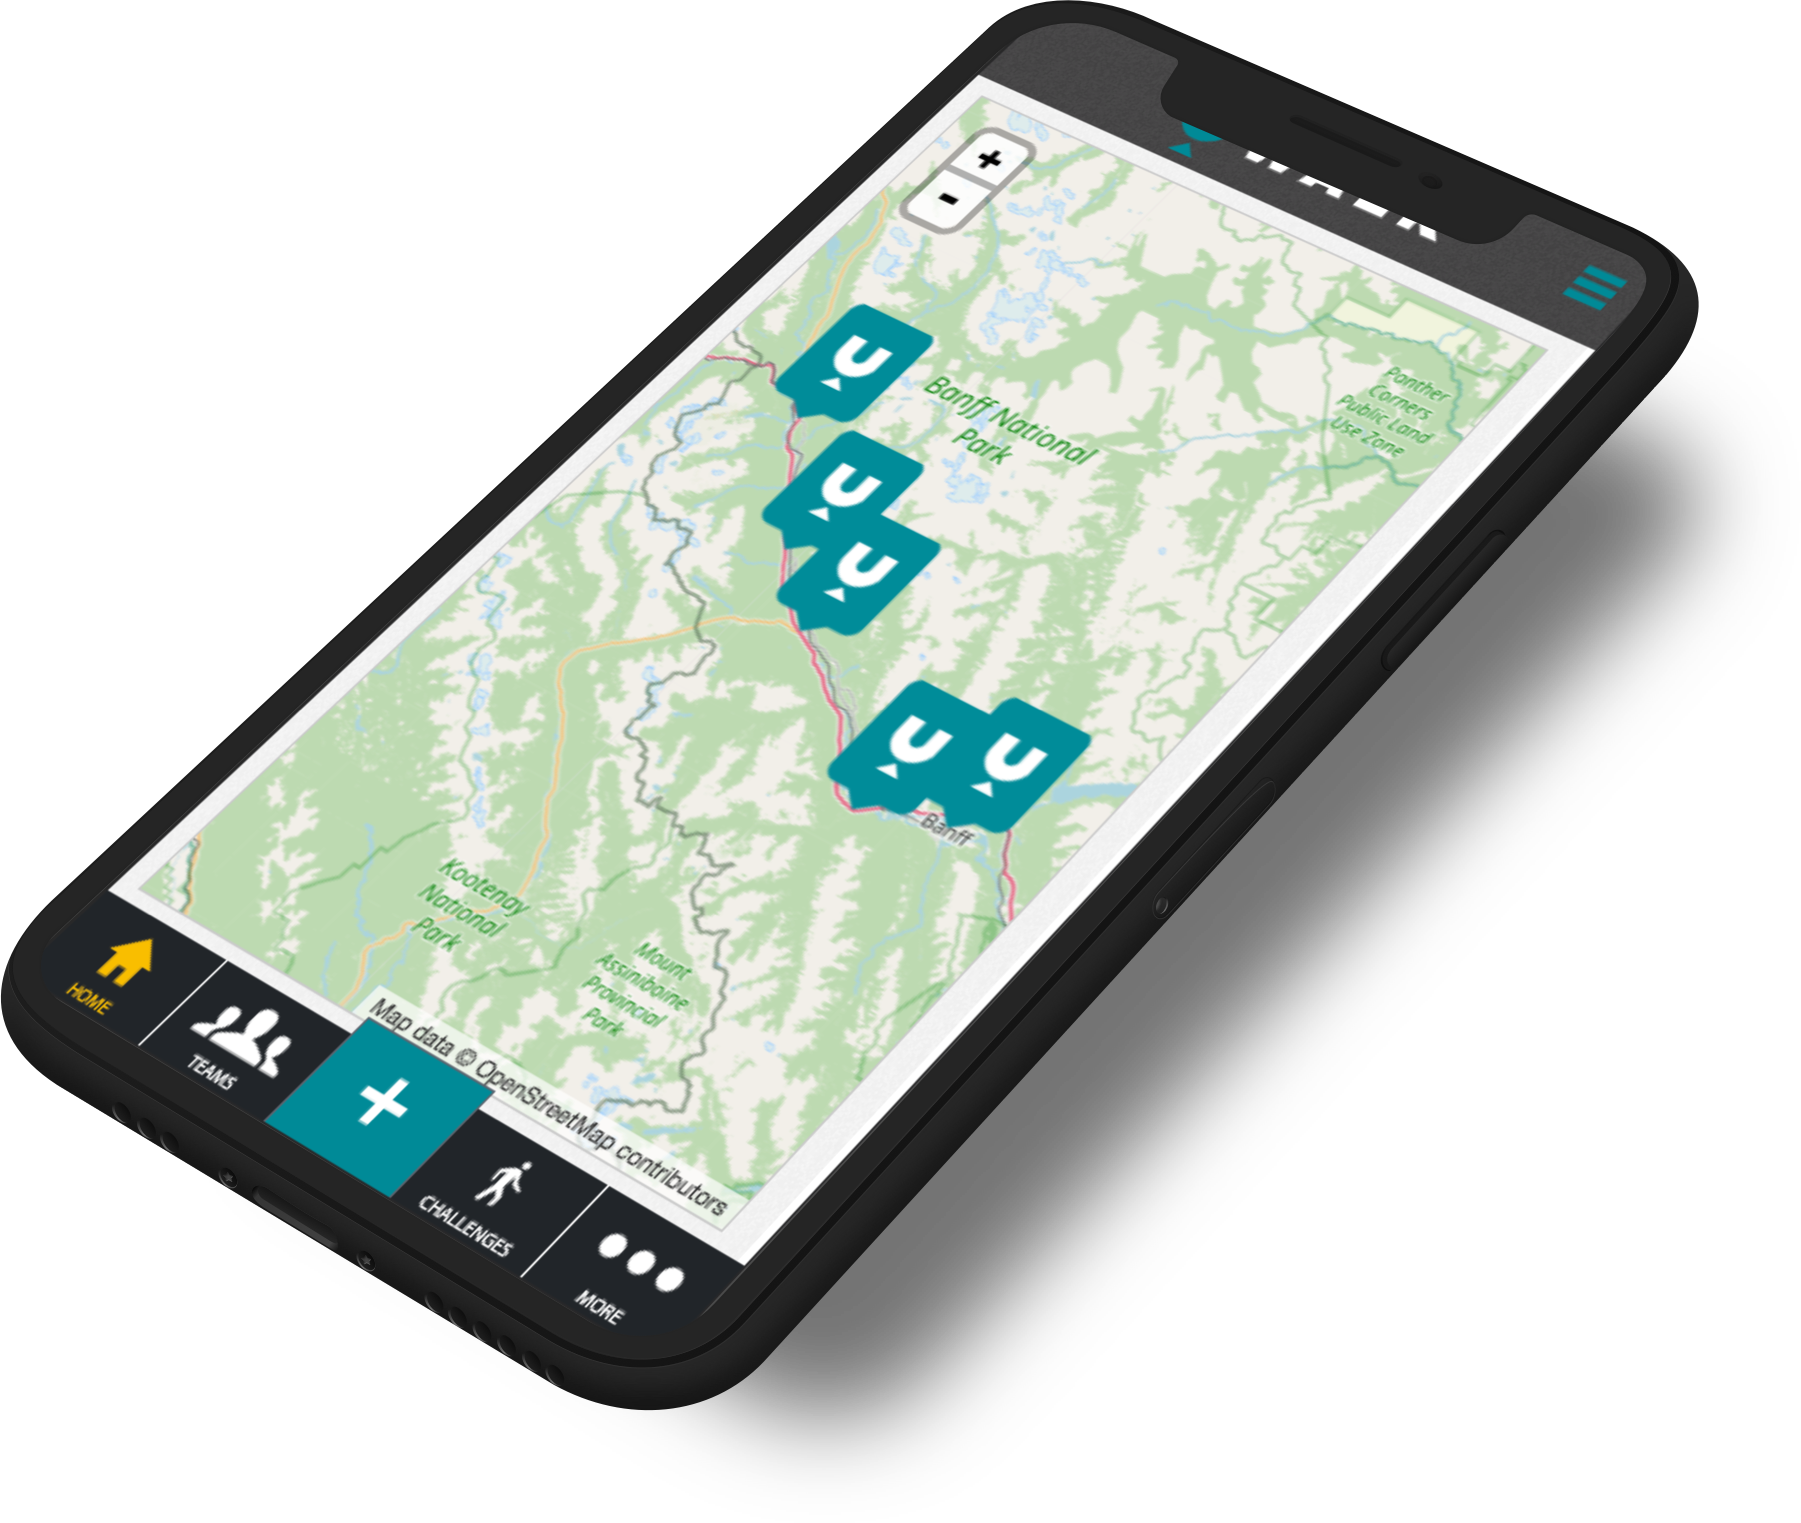 WALK
+
-
Banff National
Park
Panther
Corners
Public Land
Use Zone
Banff
Kootenay
National
Park
Mount
Assiniboine
Provincial
Park
Map data © OpenStreetMap contributors
HOME
TEAMS
+
CHALLENGES
MORE